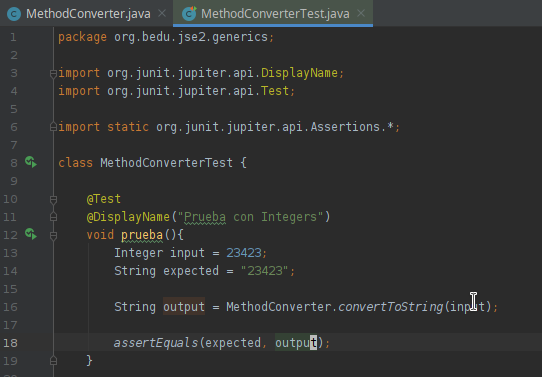 MethodConverter.java × MethodConverterTest.java ×
1 package org.bedu.jse2.generics;
2
3 import org.junit.jupiter.api.DisplayName;
4 import org.junit.jupiter.api.Test;
5
6 import static org.junit.jupiter.api.Assertions.*;
7
8 class MethodConverterTest {
9
10 @Test
11 @DisplayName("Prueba con Integers")
12 void prueba(){
13 Integer input = 23423;
14 String expected = "23423";
15
16 String output = MethodConverter.convertToString(input);
17
18 assertEquals(expected, output);
19 }